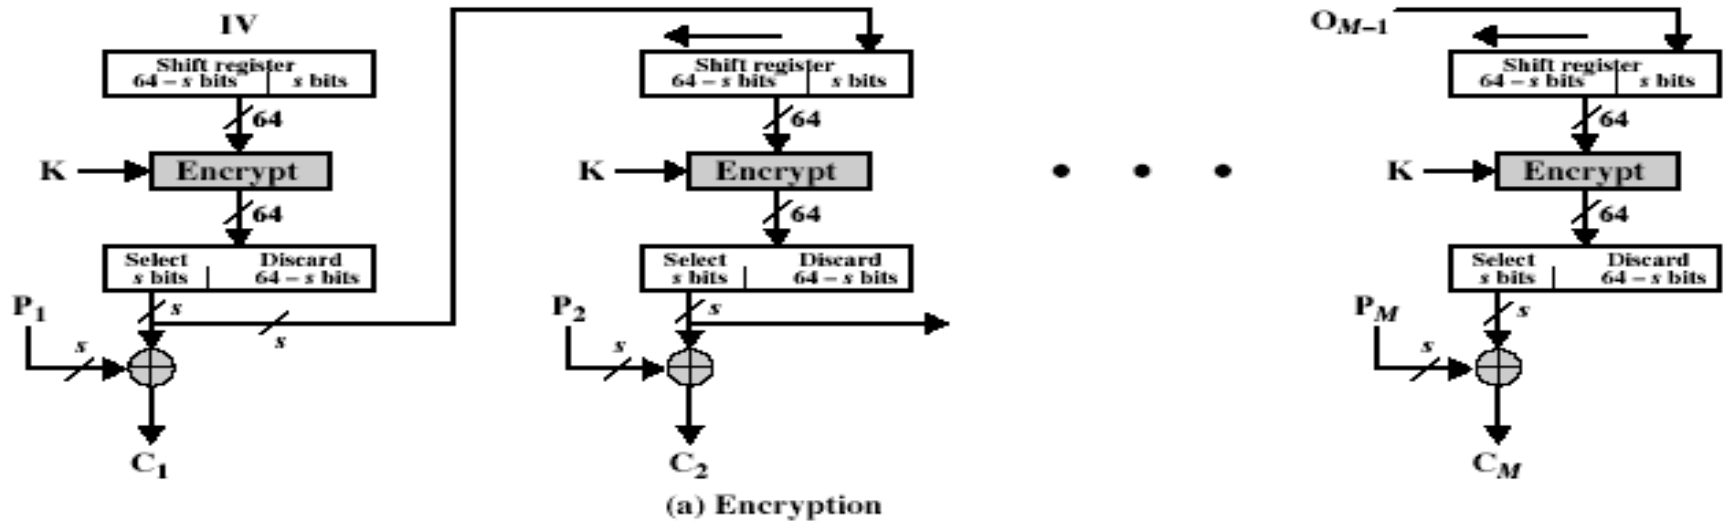 IV
Shift register
64 – s bits | s bits
64
K
Encrypt
64
Select Discard
s bits | 64 – s bits
P1
s
s
s
C1
Shift register
64 – s bits | s bits
64
K
Encrypt
64
Select Discard
s bits | 64 – s bits
P2
s
s
C2
• • •
OM–1
Shift register
64 – s bits | s bits
64
K
Encrypt
64
Select Discard
s bits | 64 – s bits
PM
s
s
CM
(a) Encryption